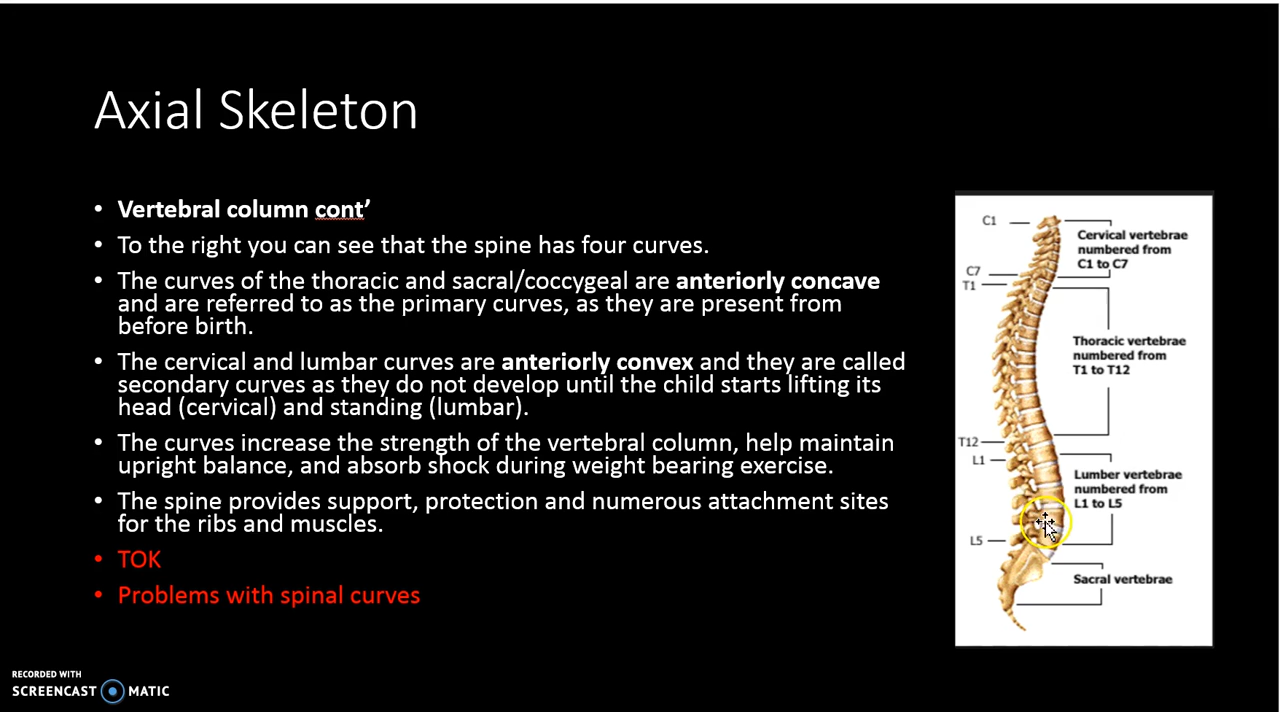 Axial Skeleton
• Vertebral column cont’
• To the right you can see that the spine has four curves.
• The curves of the thoracic and sacral/coccygeal are anteriorly concave
and are referred to as the primary curves, as they are present from
before birth.
• The cervical and lumbar curves are anteriorly convex and they are called
secondary curves as they do not develop until the child starts lifting its
head (cervical) and standing (lumbar).
• The curves increase the strength of the vertebral column, help maintain
upright balance, and absorb shock during weight bearing exercise.
• The spine provides support, protection and numerous attachment sites
for the ribs and muscles.
• TOK
• Problems with spinal curves
C1
Cervical vertebrae
numbered from
C1 to C7
C7
T1
Thoracic vertebrae
numbered from
T1 to T12
T12
L1
Lumber vertebrae
numbered from
L1 to L5
L5
Sacral vertebrae
RECORDED WITH
SCREENCAST MATIC